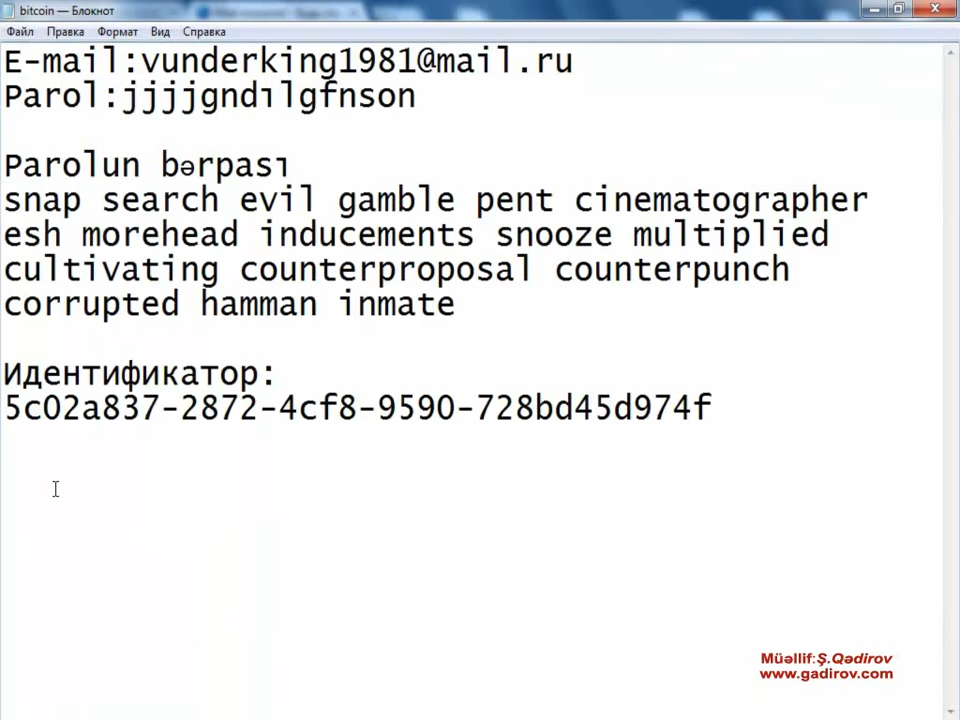 bitcoin — Блокнот
Файл Правка Формат Вид Справка
E-mail:vunderking1981@mail.ru
Parol:jjjjgndılgfnson
Parolun bərpası
snap search evil gamble pent cinematographer
esh morehead inducements snooze multiplied
cultivating counterproposal counterpunch
corrupted hamman inmate
Идентификатор:
5c02a837-2872-4cf8-9590-728bd45d974f
Müəllif:Ş.Qədirov
www.gadirov.com